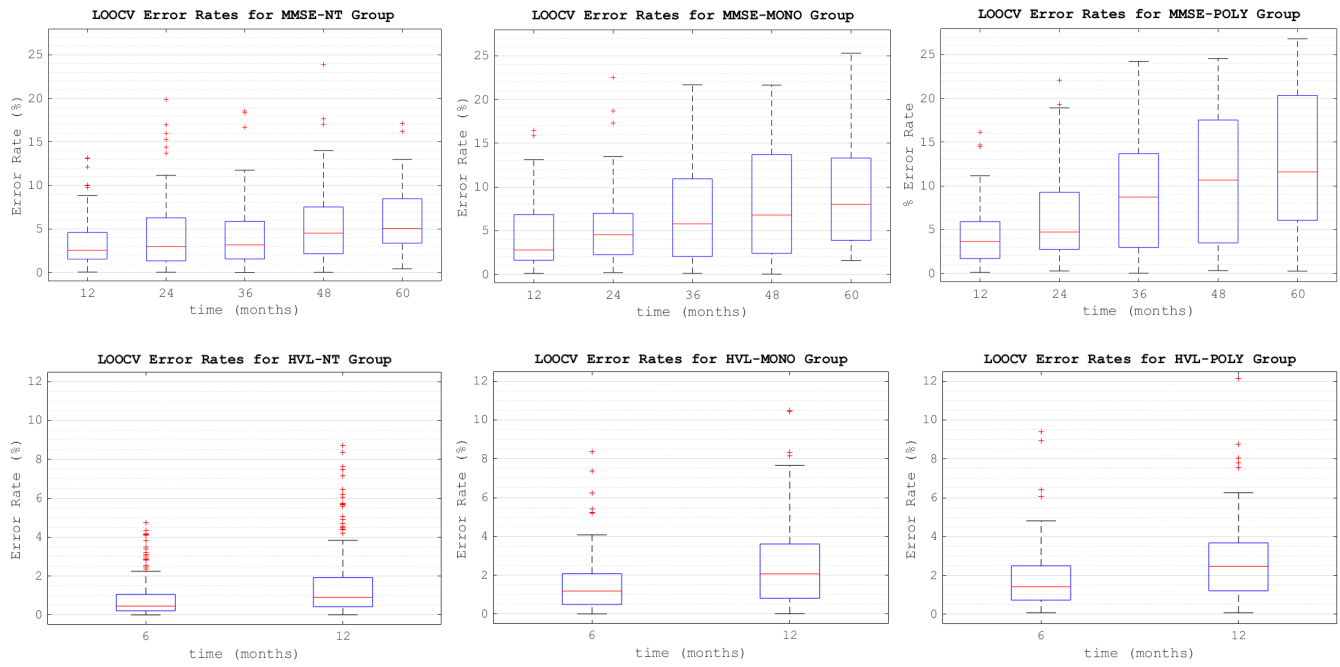 LOOCV Error Rates for MMSE-NT Group
25
20
15
10
5
0
Error Rate (%)
12 24 36 48 60
time (months)
LOOCV Error Rates for MMSE-MONO Group
25
20
15
10
5
0
Error Rate (%)
12 24 36 48 60
time (months)
LOOCV Error Rates for MMSE-POLY Group
25
20
15
10
5
0
% Error Rate
12 24 36 48 60
time (months)
LOOCV Error Rates for HVL-NT Group
12
10
8
6
4
2
0
Error Rate (%)
6 12
time (months)
LOOCV Error Rates for HVL-MONO Group
12
10
8
6
4
2
0
Error Rate (%)
6 12
time (months)
LOOCV Error Rates for HVL-POLY Group
12
10
8
6
4
2
0
Error Rate (%)
6 12
time (months)